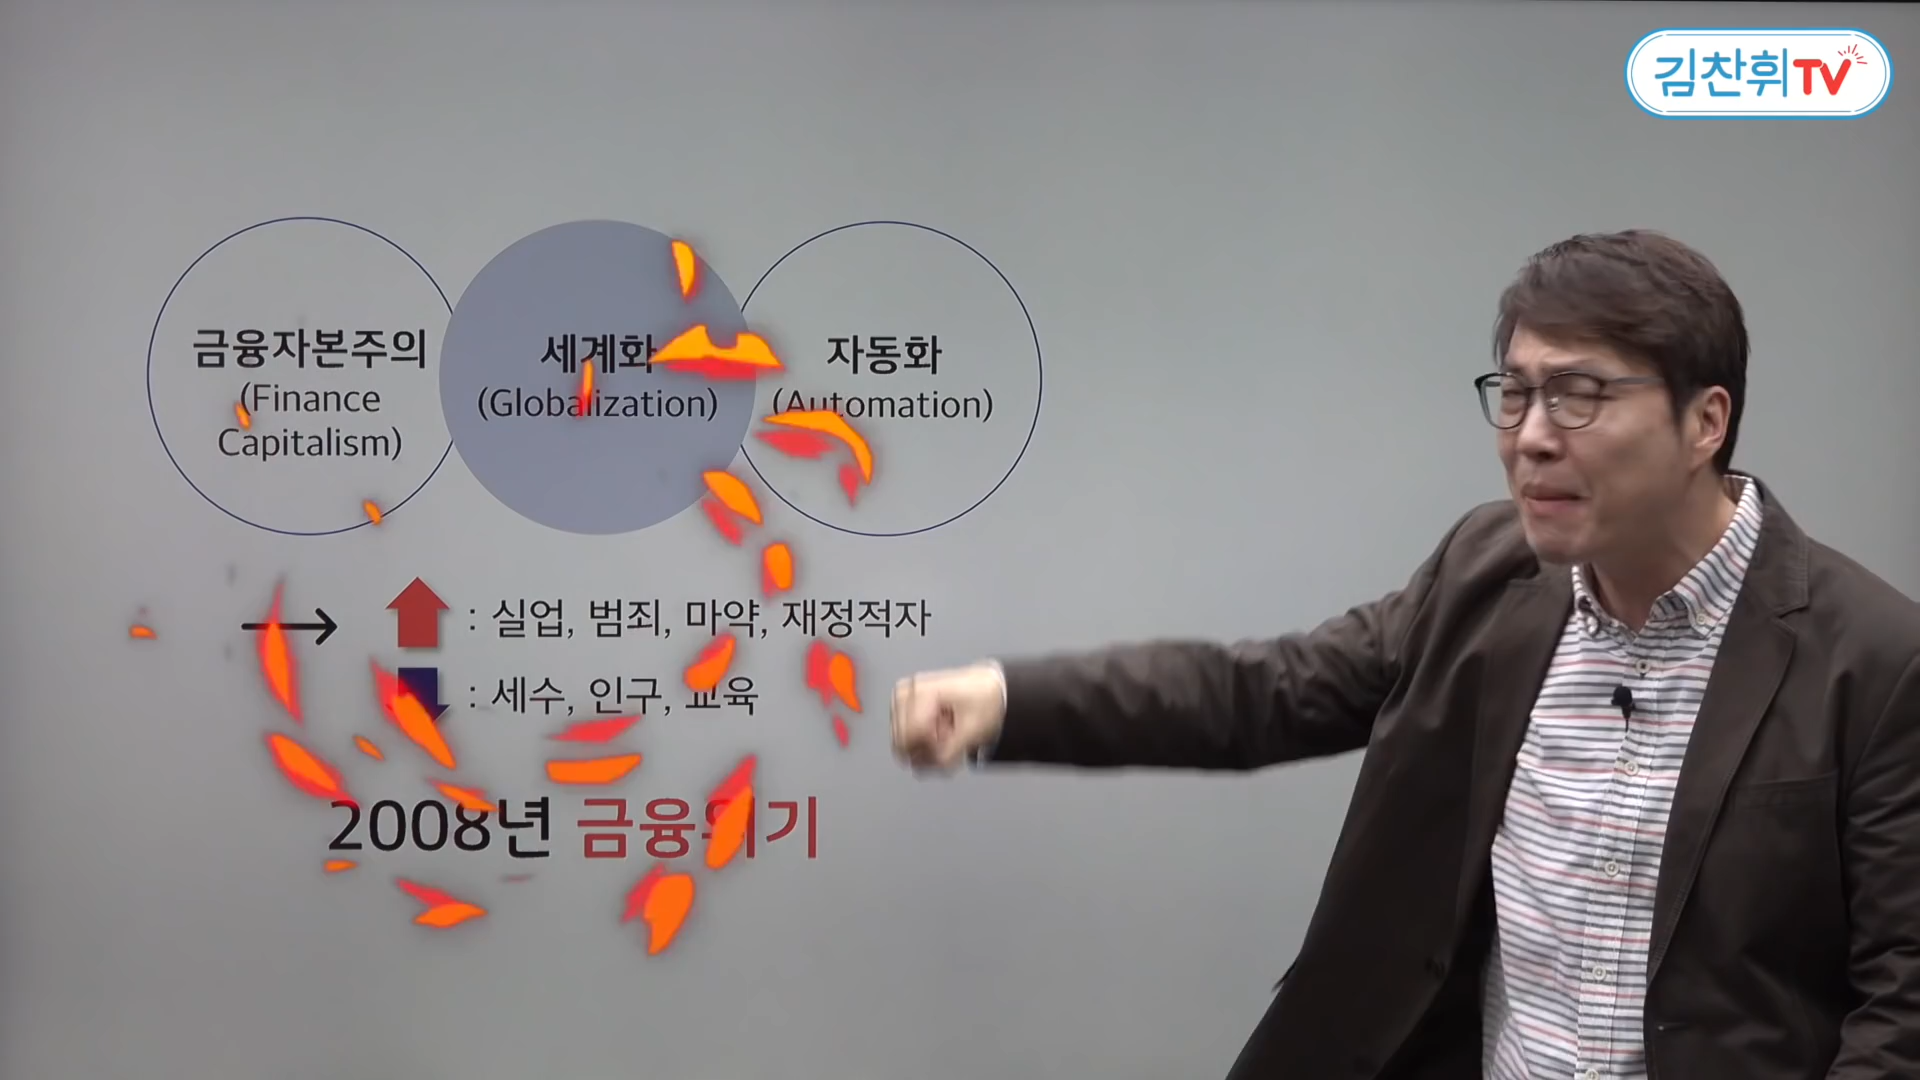 김찬휘TV
금융자본주의
(Finance
Capitalism)
세계화
(Globalization)
자동화
(Automation)
: 실업, 범죄, 마약, 재정적자
: 세수, 인구, 교육
2008년 금융위기